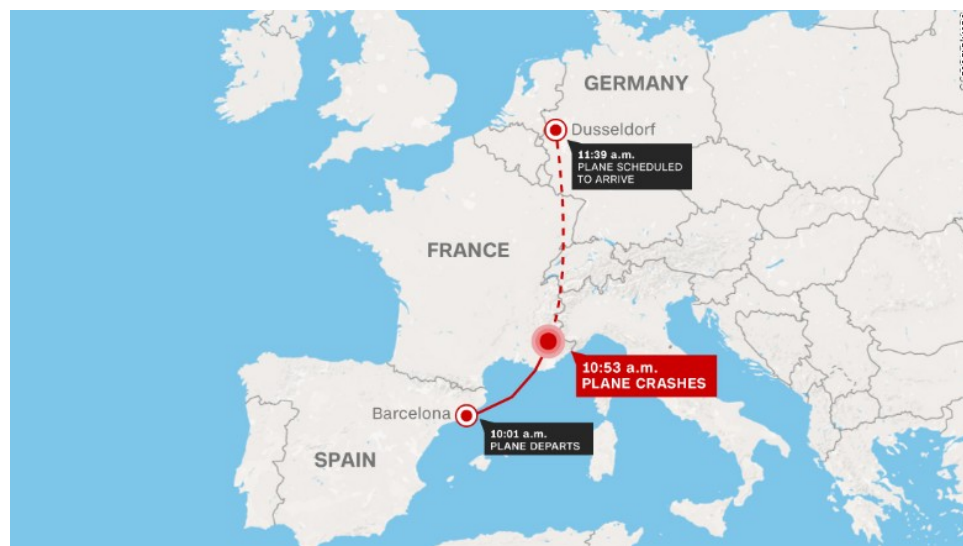 GERMANY
Dusseldorf
11:39 a.m.
PLANE SCHEDULED
TO ARRIVE
FRANCE
10:53 a.m.
PLANE CRASHES
Barcelona
10:01 a.m.
PLANE DEPARTS
SPAIN